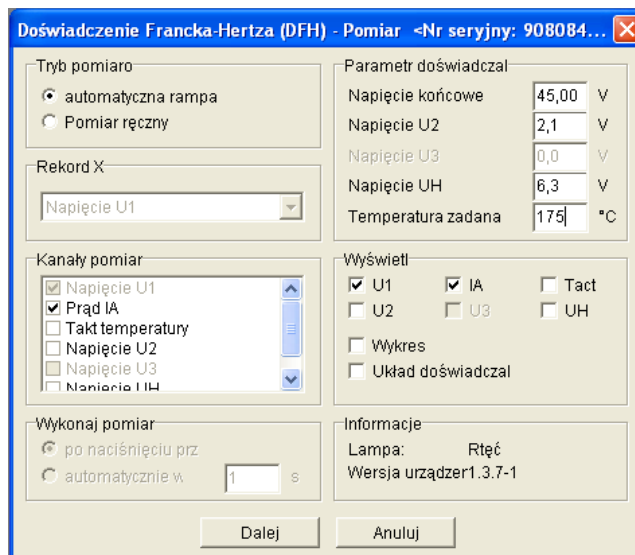 Doświadczenie Francka-Hertza (DFH) - Pomiar <Nr seryjny: 908084...
Tryb pomiaro
automatyczna rampa
Pomiar ręczny
Rekord X
Napięcie U1
Kanały pomiar
Napięcie U1
Prąd IA
Takt temperatury
Napięcie U2
Napięcie U3
Napięcie UH
Wykonaj pomiar
po naciśnięciu prz
automatycznie w 1 s
Parametr doświadczal
Napięcie końcowe 45,00 V
Napięcie U2 2,1 V
Napięcie U3 0,0 V
Napięcie UH 6,3 V
Temperatura zadana 175 °C
Wyświetl
U1 IA Tact
U2 U3 UH
Wykres
Układ doświadczal
Informacje
Lampa: Rtęć
Wersja urządzer1.3.7-1
Dalej Anuluj